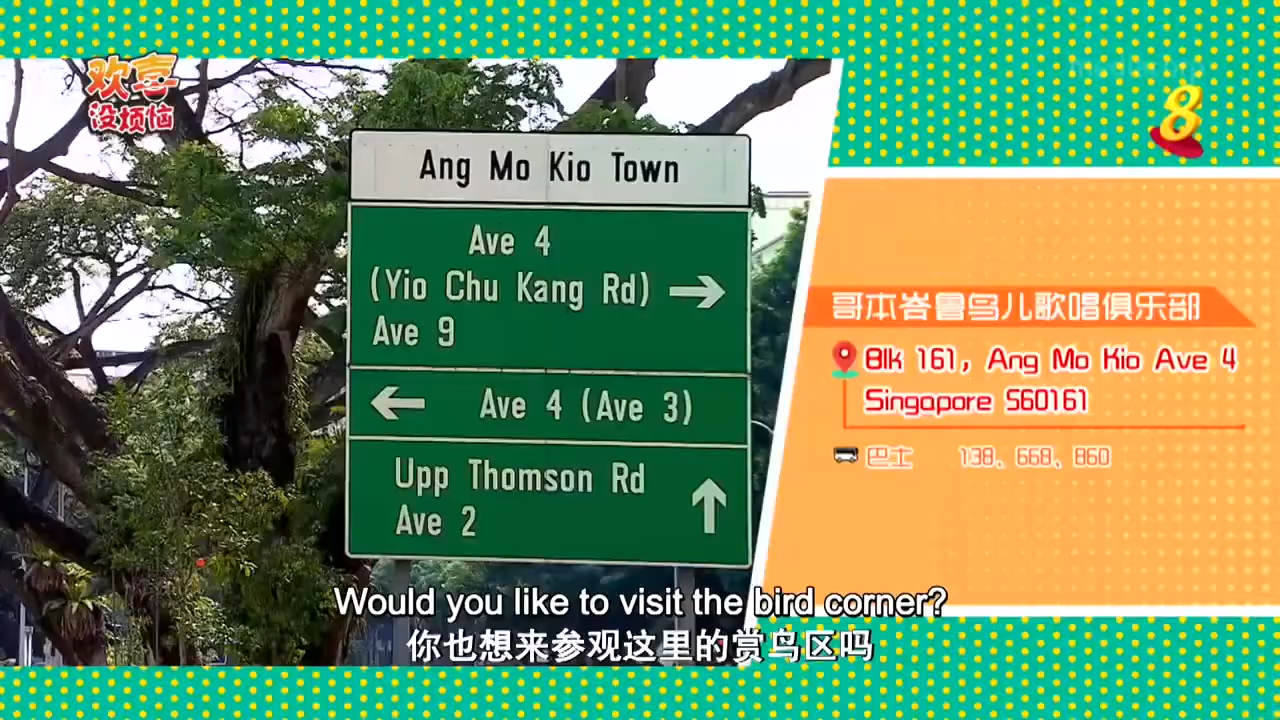 欢喜
没烦恼
8
Ang Mo Kio Town
Ave 4
(Yio Chu Kang Rd)
Ave 9
Ave 4 (Ave 3)
Upp Thomson Rd
Ave 2
哥本峇鲁鸟儿歌唱俱乐部
Blk 161, Ang Mo Kio Ave 4
Singapore S60161
巴士 138、668、860
Would you like to visit the bird corner?
你也想来参观这里的赏鸟区吗